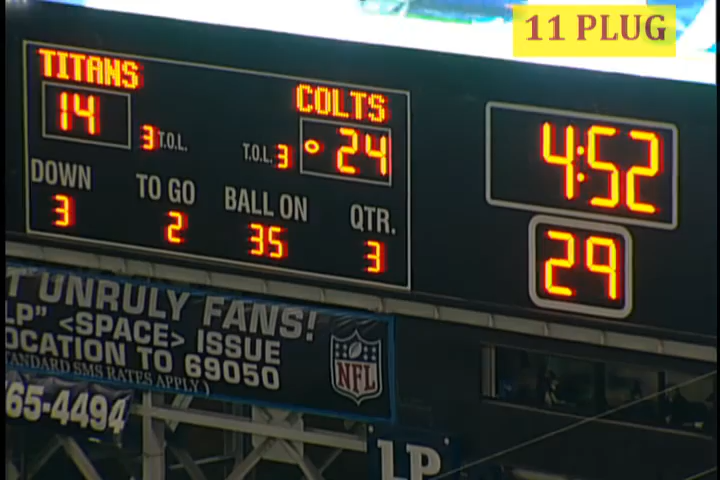 11 PLUG
TITANS
14
3 T.O.L.
COLTS
T.O.L. 3
24
DOWN
3
TO GO
2
BALL ON
35
QTR.
3
4:52
29
T UNRULY FANS!
LP" <SPACE> ISSUE
OCATION TO 69050
TANDARD SMS RATES APPLY)
65-4494
NFL
LP